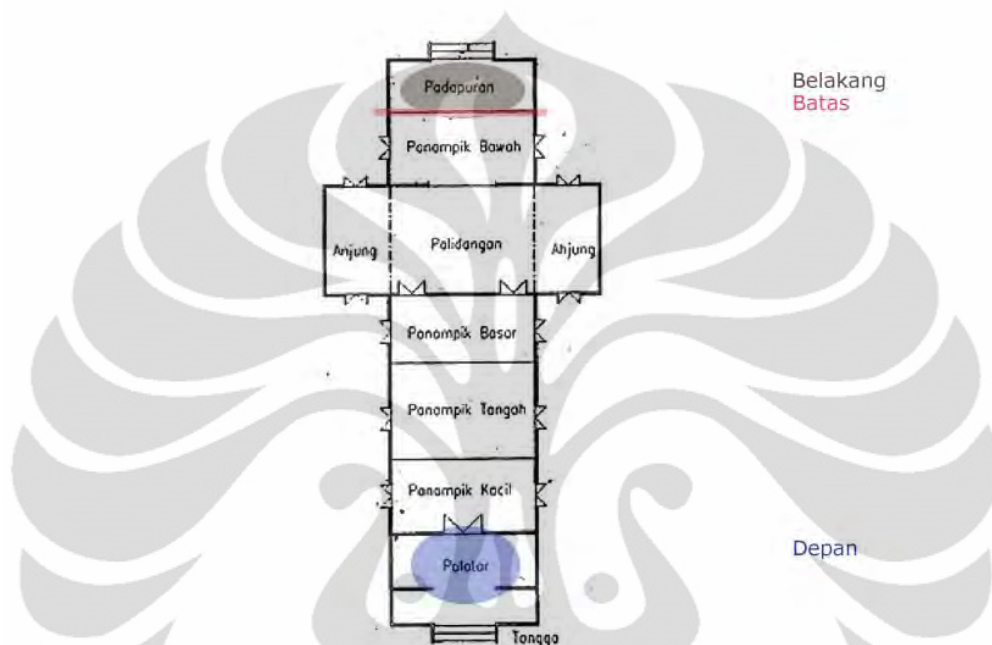 Padapuran
Belakang
Batas
Panampik Bawah
Anjung
Palidangan
Anjung
Panampik Basar
Panampik Tangah
Panampik Kacil
Palatar
Depan
Tangga